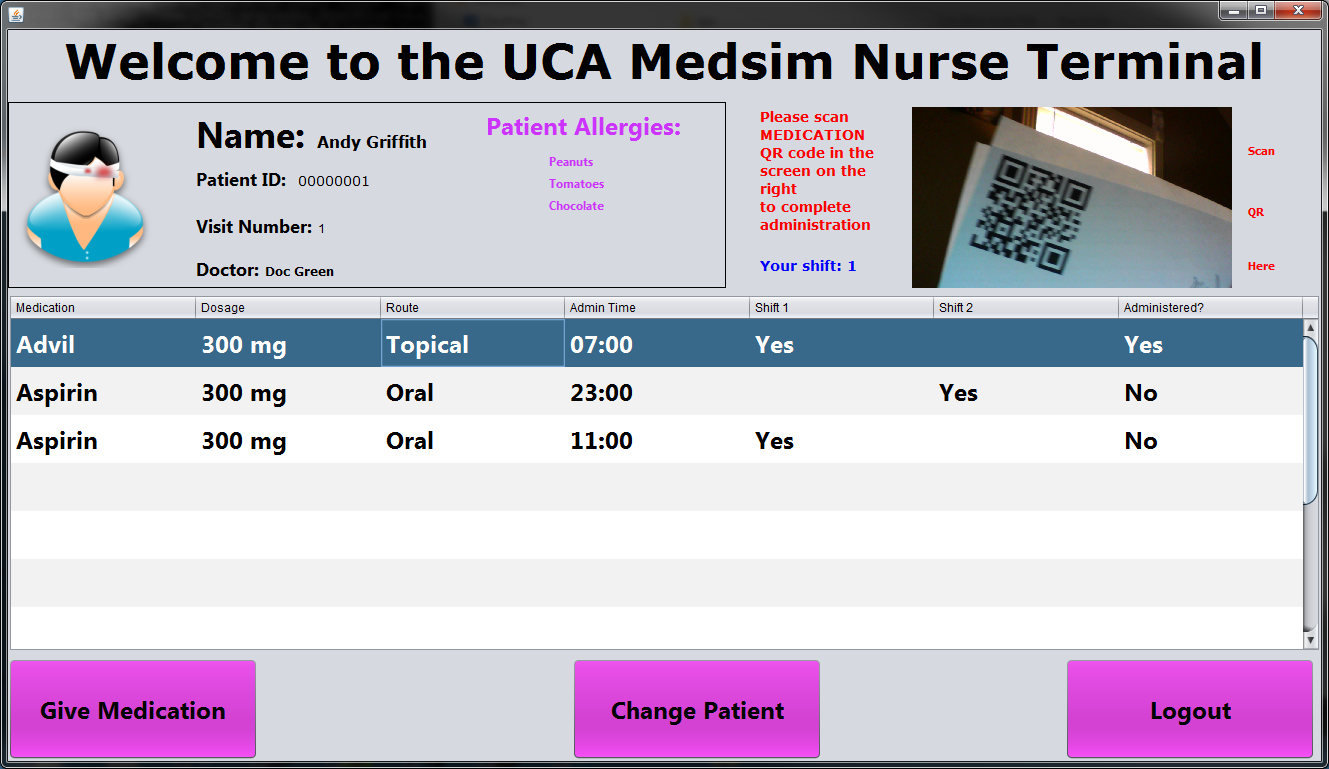 Welcome to the UCA Medsim Nurse Terminal
Name: Andy Griffith
Patient ID: 00000001
Visit Number: 1
Doctor: Doc Green
Patient Allergies:
Peanuts
Tomatoes
Chocolate
Please scan
MEDICATION
QR code in the
screen on the
right
to complete
administration
Your shift: 1
Scan
QR
Here
Medication Dosage Route Admin Time Shift 1 Shift 2 Administered?
Advil 300 mg Topical 07:00 Yes Yes
Aspirin 300 mg Oral 23:00 Yes No
Aspirin 300 mg Oral 11:00 Yes No
Give Medication Change Patient Logout